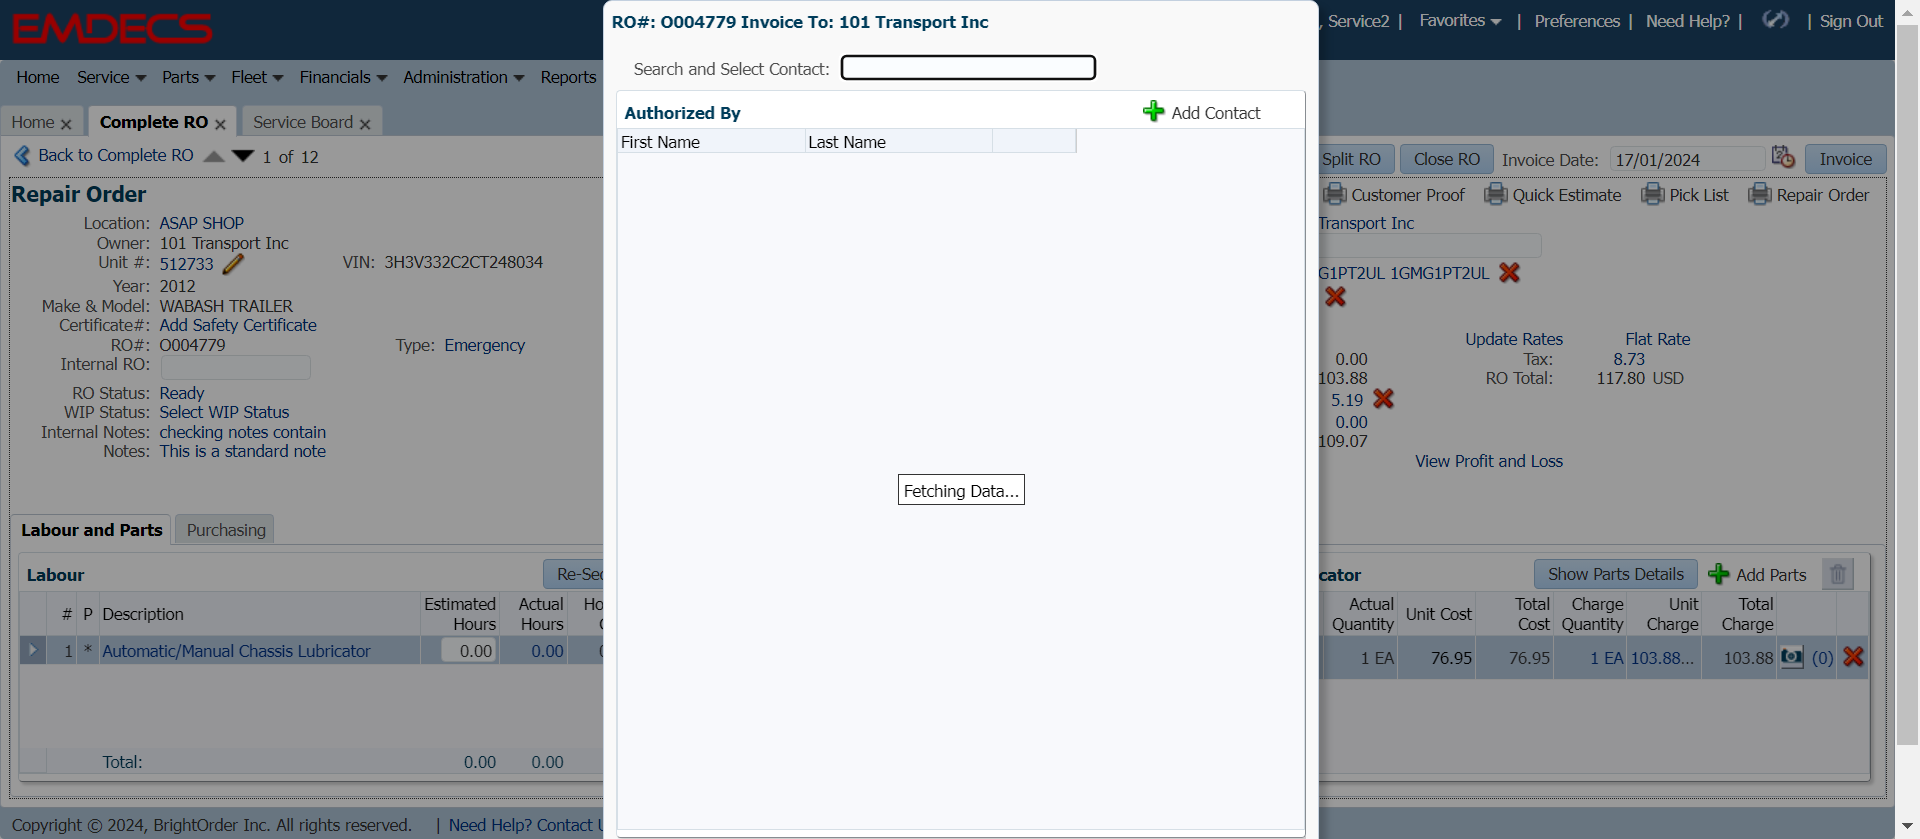 EMDECS
RO#: O004779 Invoice To: 101 Transport Inc
, Service2 | Favorites | Preferences | Need Help? | | Sign Out
Search and Select Contact:
Home Service Parts Fleet Financials Administration Reports
Authorized By
Add Contact
First Name Last Name
Home Complete RO Service Board
Back to Complete RO 1 of 12
Split RO Close RO Invoice Date: 17/01/2024 Invoice
Repair Order
Customer Proof Quick Estimate Pick List Repair Order
Location: ASAP SHOP
Transport Inc
Owner: 101 Transport Inc
Unit #: 512733 VIN: 3H3V332C2CT248034
G1PT2UL 1GMG1PT2UL
Year: 2012
Make & Model: WABASH TRAILER
Certificate#: Add Safety Certificate
RO#: O004779 Type: Emergency
Update Rates Flat Rate
Internal RO:
0.00 Tax: 8.73
103.88 RO Total: 117.80 USD
RO Status: Ready
5.19
WIP Status: Select WIP Status
0.00
Internal Notes: checking notes contain
109.07
Notes: This is a standard note
View Profit and Loss
Fetching Data...
Labour and Parts Purchasing
Labour Re-Sec
cator Show Parts Details Add Parts
# P Description Estimated Hours Actual Hours Ho
Actual Quantity Unit Cost Total Cost Charge Quantity Unit Charge Total Charge
1 * Automatic/Manual Chassis Lubricator 0.00 0.00
1 EA 76.95 76.95 1 EA 103.88... 103.88 (0)
Total: 0.00 0.00
Copyright © 2024, BrightOrder Inc. All rights reserved. | Need Help? Contact U